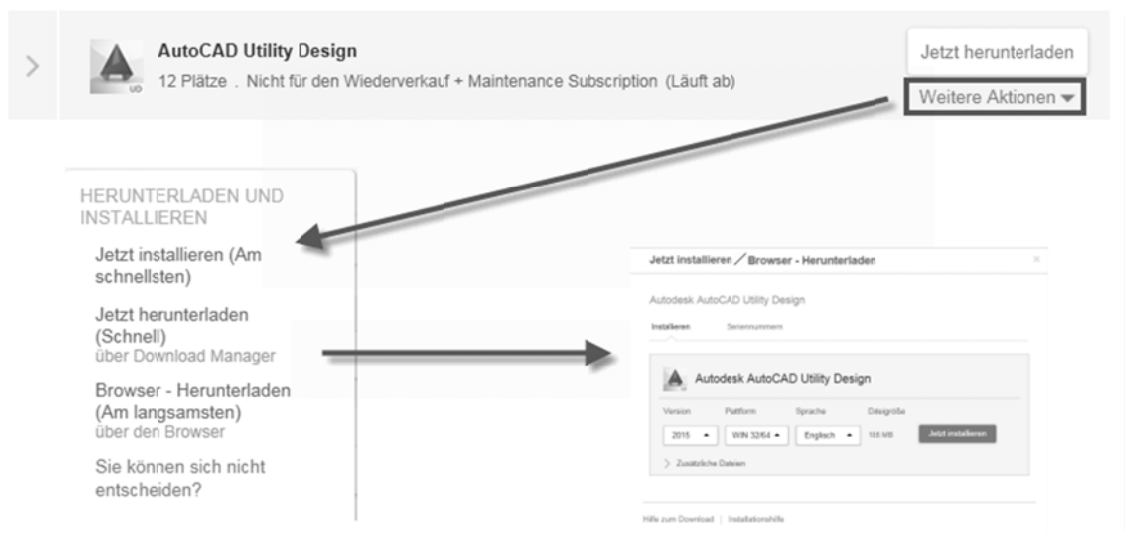 AutoCAD Utility Design
12 Plätze . Nicht für den Wiederverkauf + Maintenance Subscription (Läuft ab)
Jetzt herunterladen
Weitere Aktionen
UD
HERUNTERLADEN UND
INSTALLIEREN
Jetzt installieren (Am
schnellsten)
Jetzt herunterladen
(Schnell)
über Download Manager
Browser - Herunterladen
(Am langsamsten)
über den Browser
Sie können sich nicht
entscheiden?
Jetzt installieren / Browser - Herunterladen
Autodesk AutoCAD Utility Design
Installieren Seriennummern
Autodesk AutoCAD Utility Design
Version Plattform Sprache Dateigröße
2015 WIN 32/64 Englisch MB Jetzt installieren
Zusätzliche Dateien
Hilfe zum Download | Installationshilfe